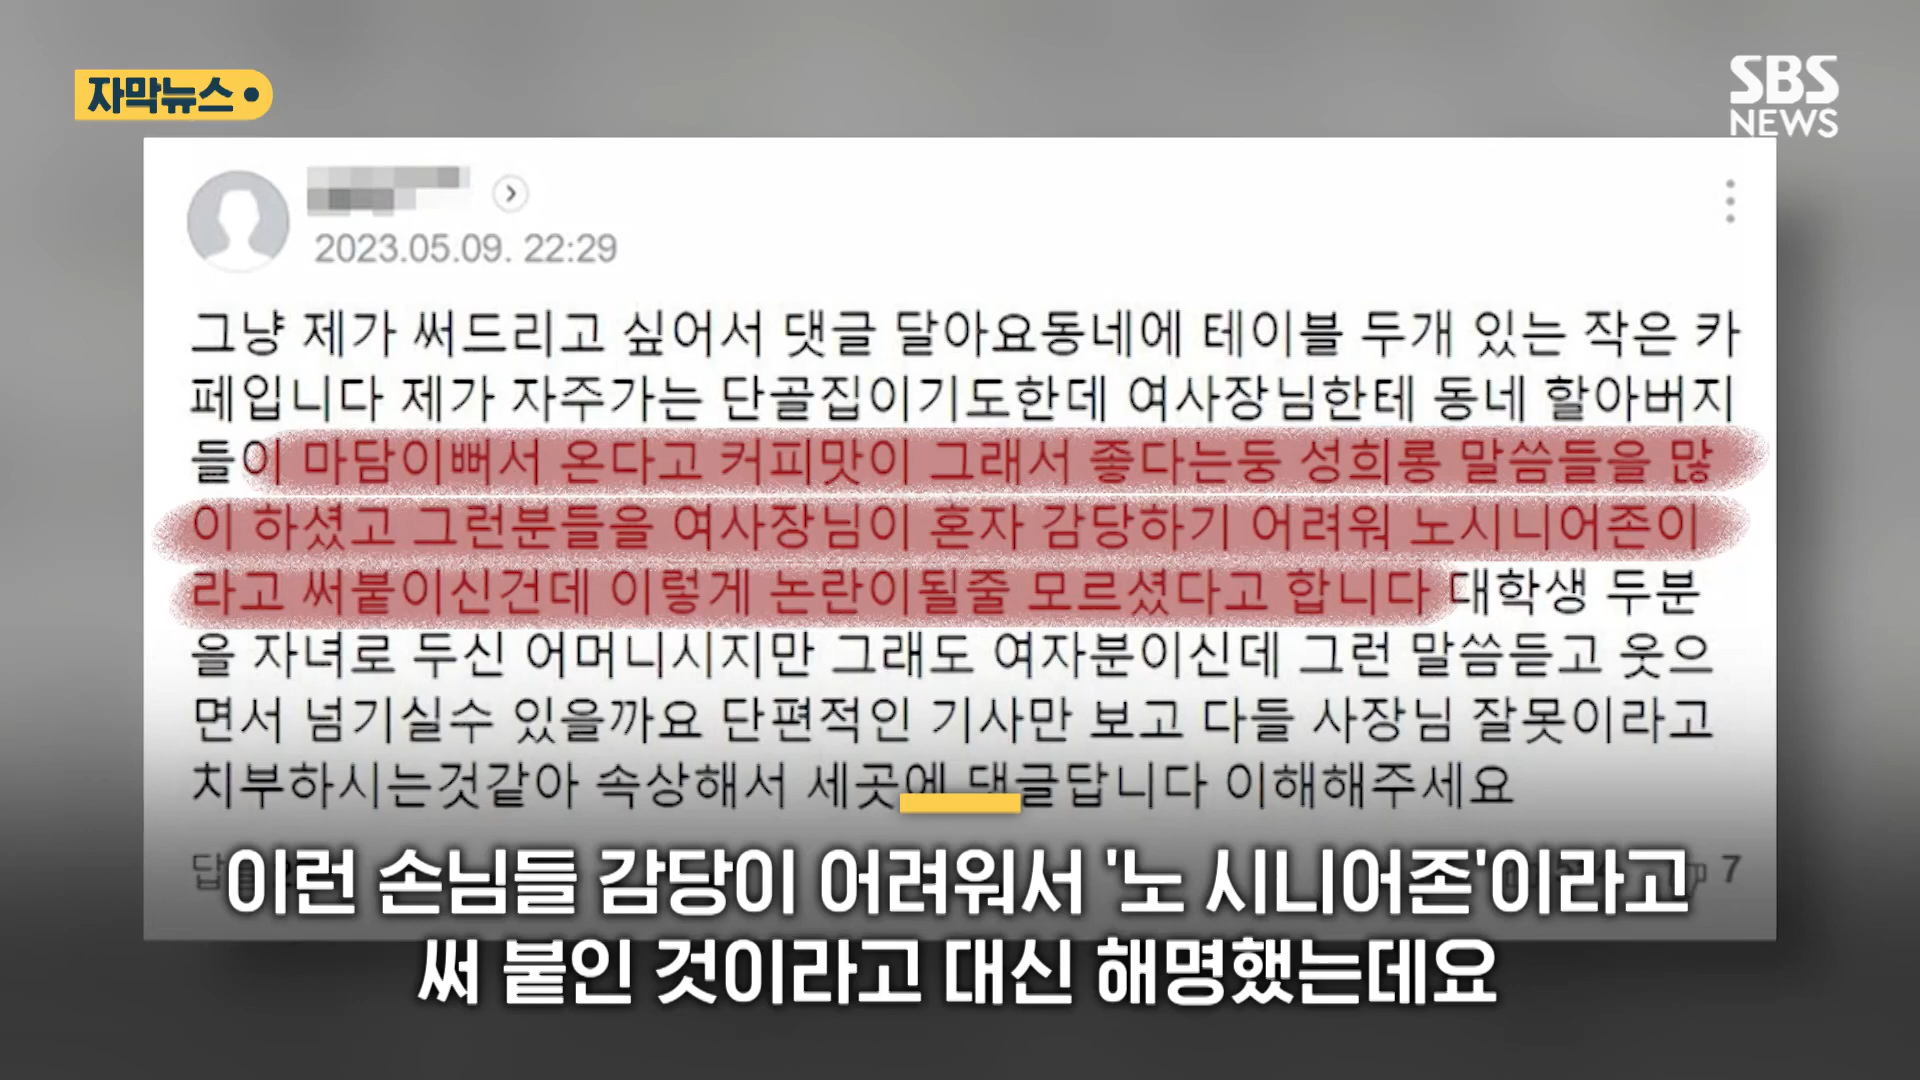 자막뉴스
SBS
NEWS
2023.05.09. 22:29
그냥 제가 써드리고 싶어서 댓글 달아요동네에 테이블 두개 있는 작은 카
페입니다 제가 자주가는 단골집이기도한데 여사장님한테 동네 할아버지
들이 마담이뻐서 온다고 커피맛이 그래서 좋다는둥 성희롱 말씀들을 많
이 하셨고 그런분들을 여사장님이 혼자 감당하기 어려워 노시니어존이
라고 써붙이신건데 이렇게 논란이될줄 모르셨다고 합니다 대학생 두분
을 자녀로 두신 어머니시지만 그래도 여자분이신데 그런 말씀듣고 웃으
면서 넘기실수 있을까요 단편적인 기사만 보고 다들 사장님 잘못이라고
치부하시는것같아 속상해서 세곳에 댓글답니다 이해해주세요
7
이런 손님들 감당이 어려워서 '노 시니어존'이라고
써 붙인 것이라고 대신 해명했는데요